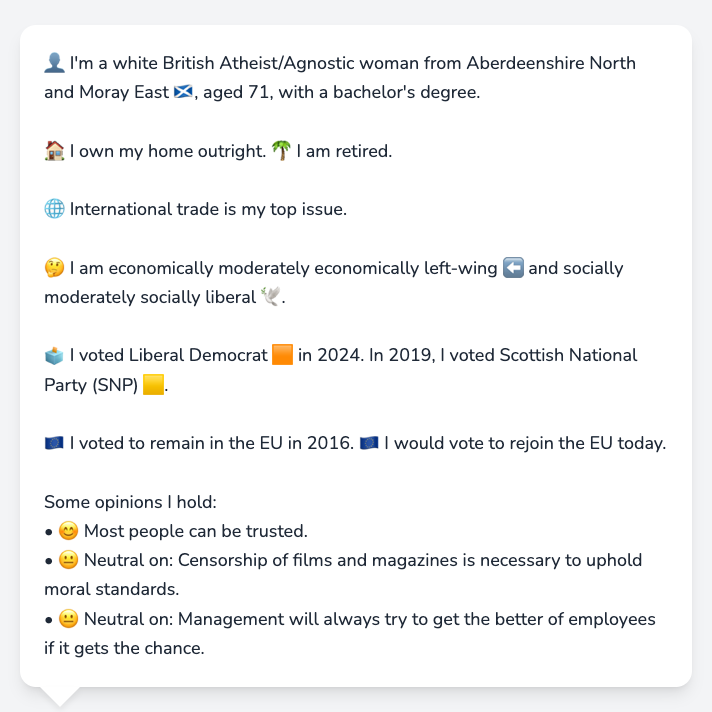 👤 I'm a white British Atheist/Agnostic woman from Aberdeenshire North
and Moray East 🏴󠁧󠁢󠁳󠁣󠁴󠁿, aged 71, with a bachelor's degree.
🏠 I own my home outright. 🌴 I am retired.
🌐 International trade is my top issue.
🤔 I am economically moderately economically left-wing ⬅️ and socially
moderately socially liberal 🕊️.
🗳️ I voted Liberal Democrat 🟧 in 2024. In 2019, I voted Scottish National
Party (SNP) 🟨.
🇪🇺 I voted to remain in the EU in 2016. 🇪🇺 I would vote to rejoin the EU today.
Some opinions I hold:
• 😊 Most people can be trusted.
• 😐 Neutral on: Censorship of films and magazines is necessary to uphold
moral standards.
• 😐 Neutral on: Management will always try to get the better of employees
if it gets the chance.